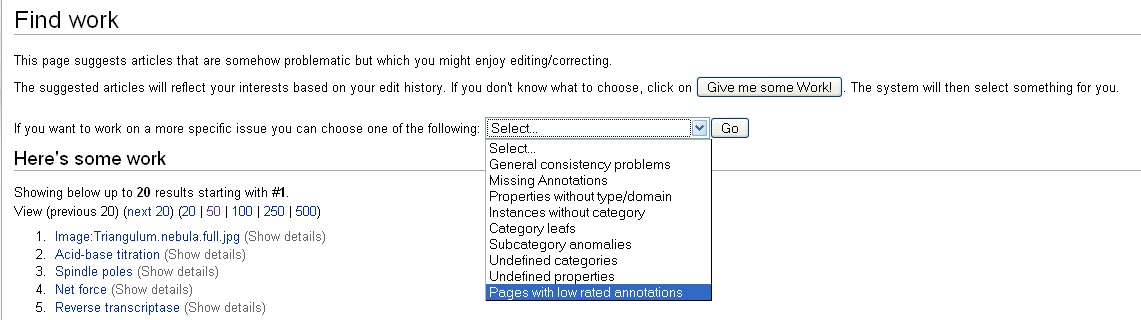 Find work
This page suggests articles that are somehow problematic but which you might enjoy editing/correcting.
The suggested articles will reflect your interests based on your edit history. If you don't know what to choose, click on Give me some Work! . The system will then select something for you.
If you want to work on a more specific issue you can choose one of the following: Select... Go
Select...
General consistency problems
Missing Annotations
Properties without type/domain
Instances without category
Category leafs
Subcategory anomalies
Undefined categories
Undefined properties
Pages with low rated annotations
Here's some work
Showing below up to 20 results starting with #1.
View (previous 20) (next 20) (20 | 50 | 100 | 250 | 500)
1. Image:Triangulum.nebula.full.jpg (Show details)
2. Acid-base titration (Show details)
3. Spindle poles (Show details)
4. Net force (Show details)
5. Reverse transcriptase (Show details)